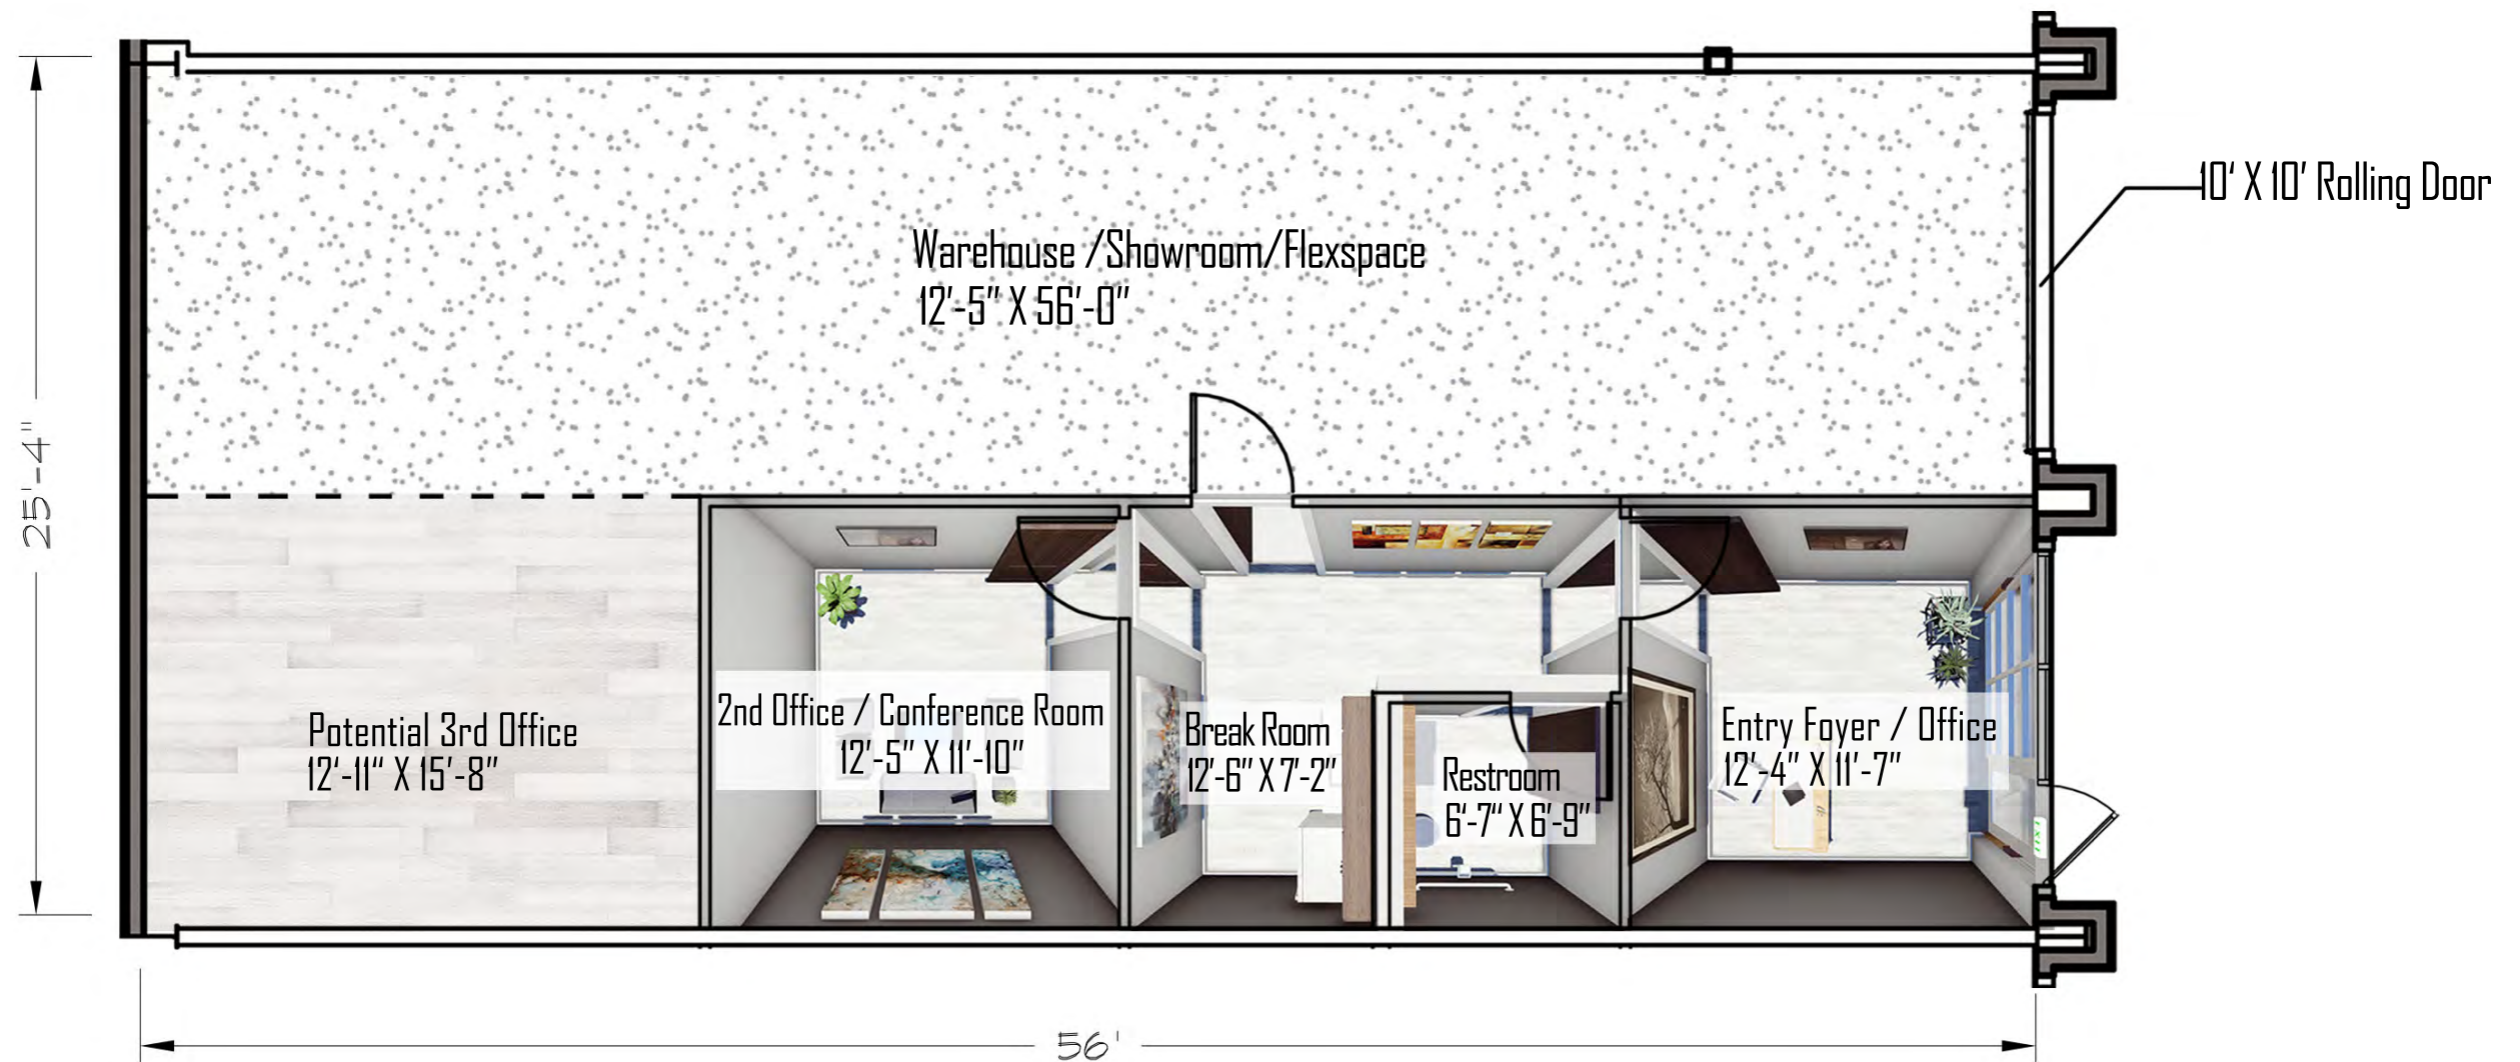 10' X 10' Rolling Door
Warehouse /Showroom/Flexspace
12'-5" X 56'-0"
25'-4"
Potential 3rd Office
12'-11" X 15'-8"
2nd Office / Conference Room
12'-5" X 11'-10"
Break Room
12'-6" X 7'-2"
Restroom
6'-7" X 6'-9"
Entry Foyer / Office
12'-4" X 11'-7"
EXIT
56'